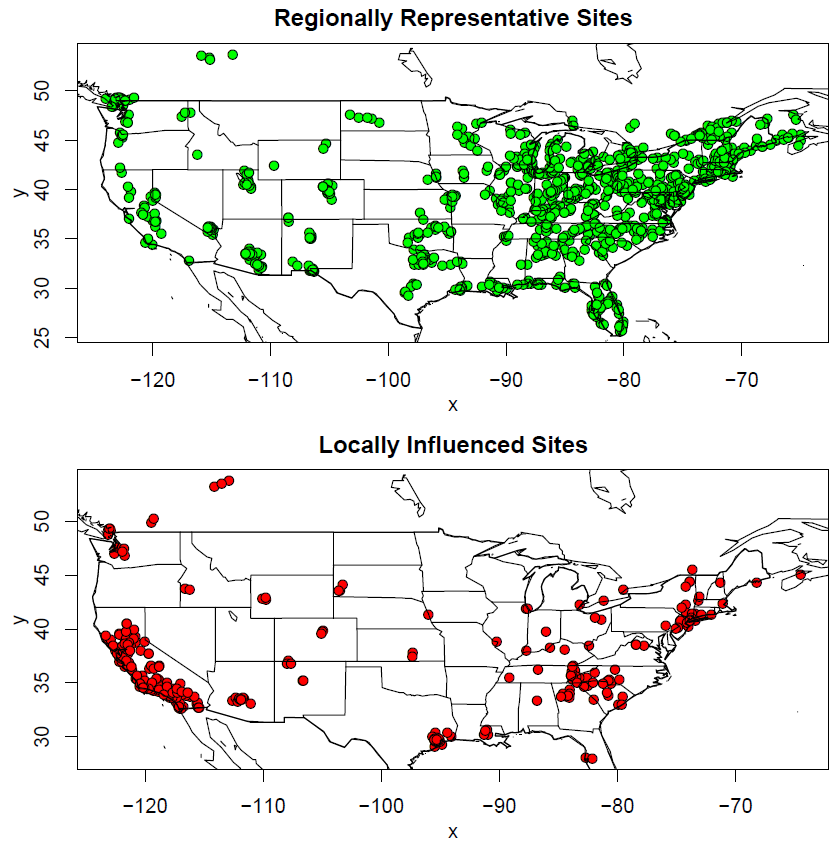 Regionally Representative Sites
50
45
40
35
30
25
y
−120 −110 −100 −90 −80 −70
x
Locally Influenced Sites
50
45
40
35
30
y
−120 −110 −100 −90 −80 −70
x